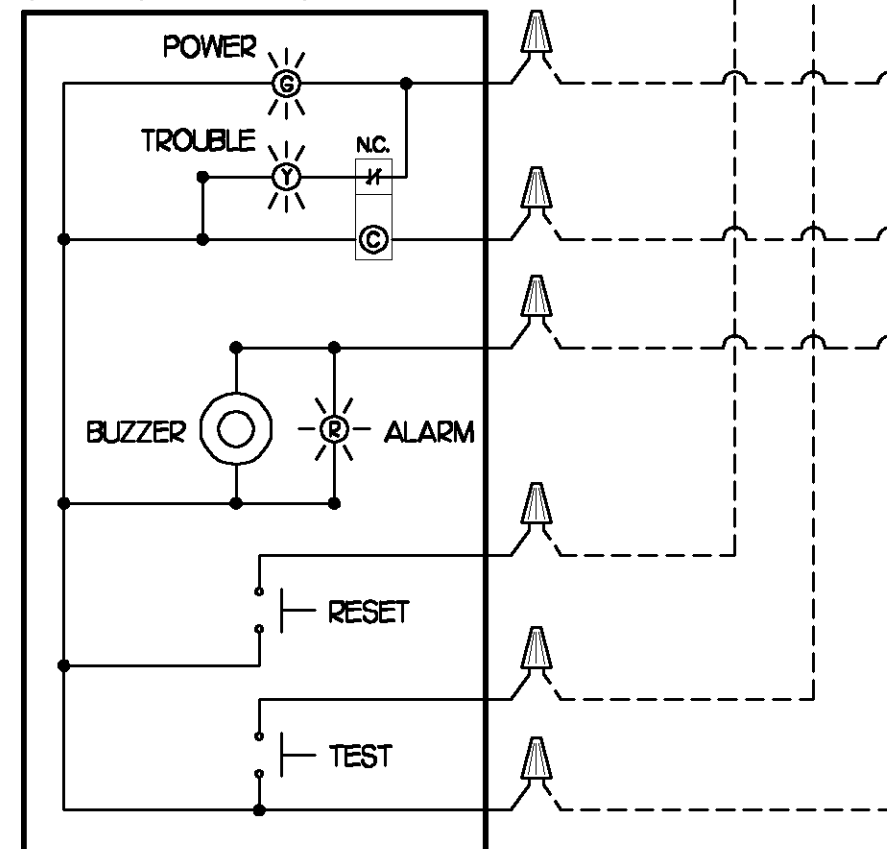 POWER
G
TROUBLE
N.C.
Y
C
BUZZER
R
ALARM
RESET
TEST